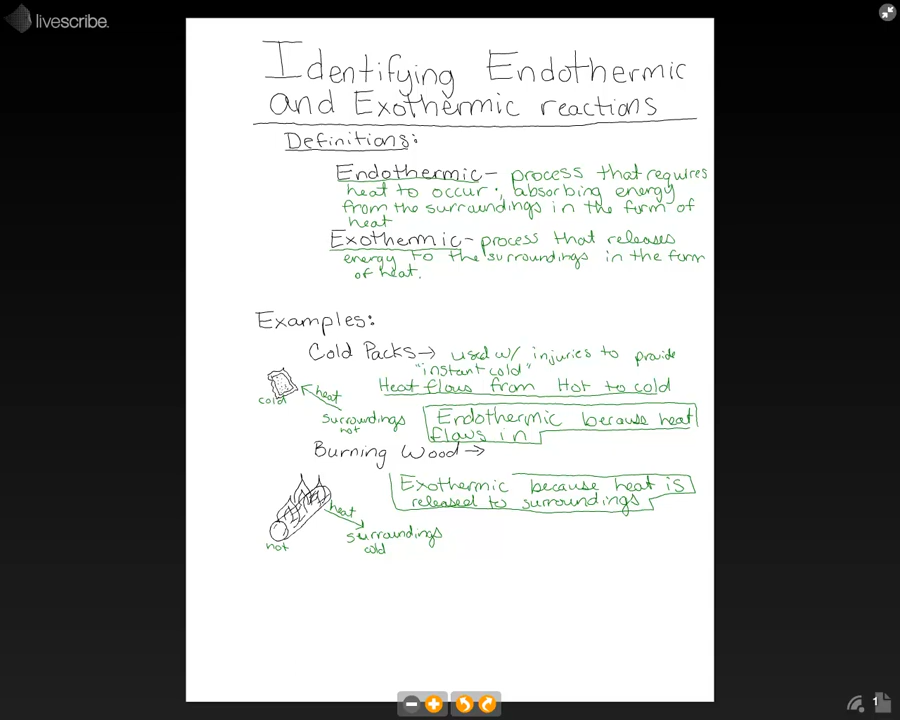 livescribe.
Identifying Endothermic
and Exothermic reactions
Definitions:
Endothermic - process that requires
heat to occur; absorbing energy
from the surroundings in the form of
heat
Exothermic - process that releases
energy to the surroundings in the form
of heat.
Examples:
Cold Packs → used w/ injuries to provide
"instant cold"
Heat flows from Hot to cold
cold
heat
surroundings
hot
Endothermic because heat
flows in
Burning Wood →
Exothermic because heat is
released to surroundings
heat
hot
surroundings
cold
1